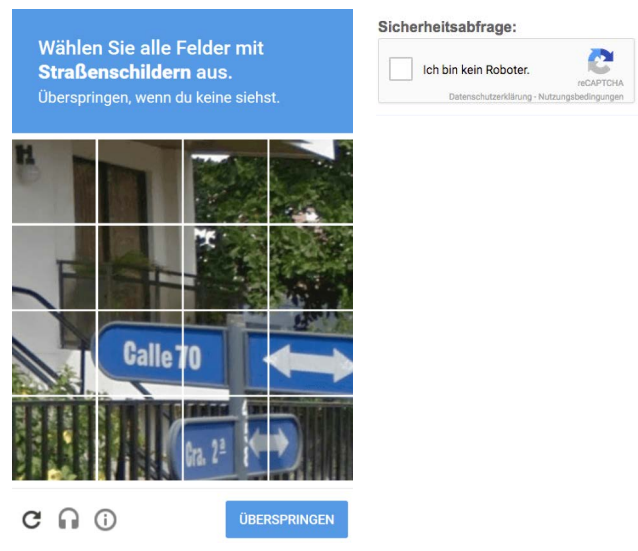 Wählen Sie alle Felder mit
Straßenschildern aus.
Überspringen, wenn du keine siehst.
H
Calle 70
Cra. 2ª
ÜBERSPRINGEN
Sicherheitsabfrage:
Ich bin kein Roboter.
reCAPTCHA
Datenschutzerklärung - Nutzungsbedingungen